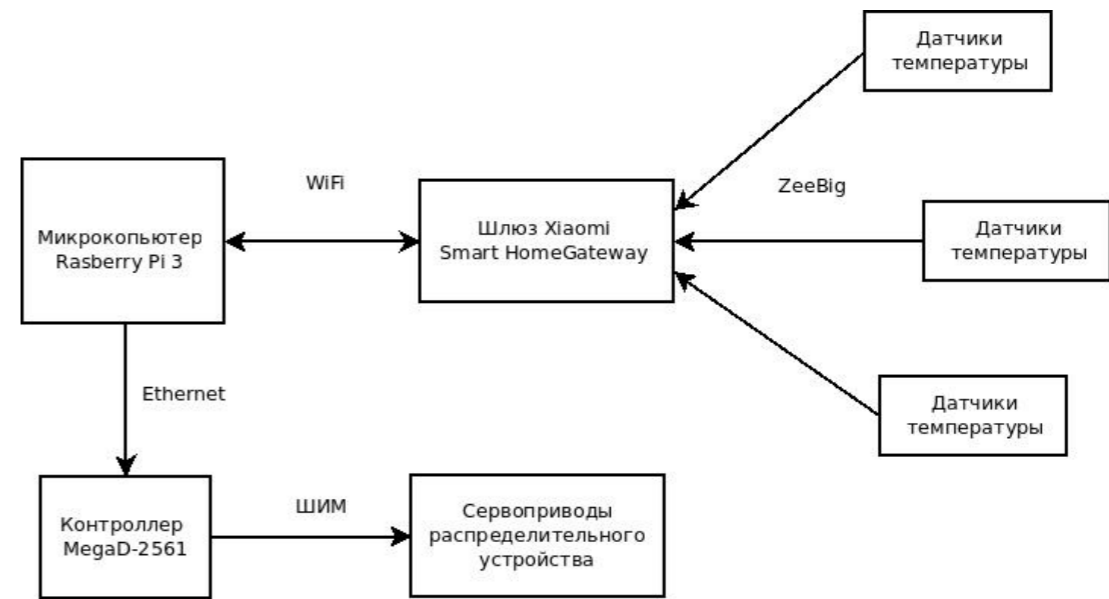 Датчики
температуры
WiFi
ZeeBig
Микрокопьютер
Rasberry Pi 3
Шлюз Xiaomi
Smart HomeGateway
Датчики
температуры
Ethernet
Датчики
температуры
Контроллер
MegaD-2561
ШИМ
Сервоприводы
распределительного
устройства